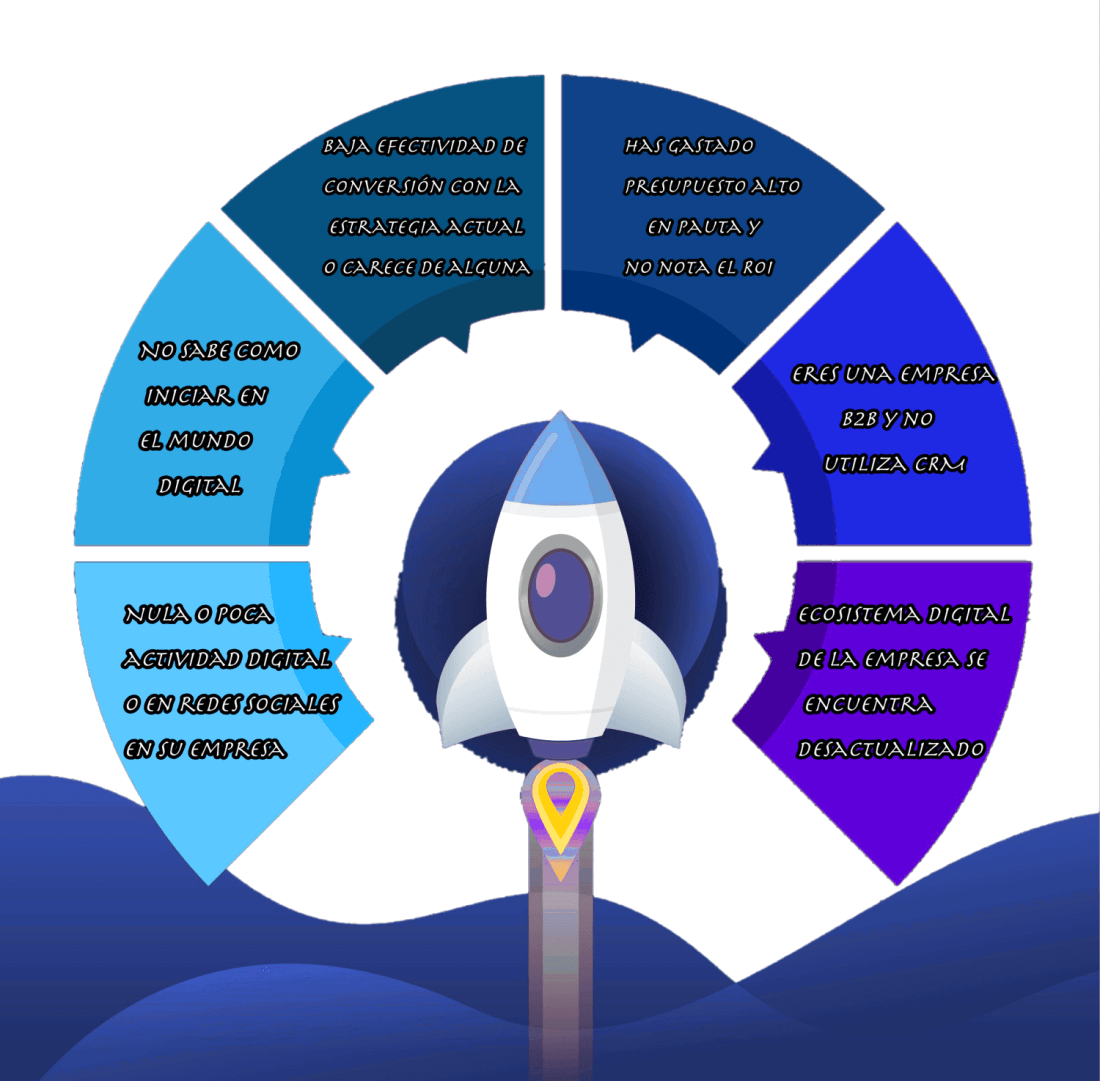 BAJA EFECTIVIDAD DE
CONVERSIÓN CON LA
ESTRATEGIA ACTUAL
O CARECE DE ALGUNA
HAS GASTADO
PRESUPUESTO ALTO
EN PAUTA Y
NO NOTA EL ROI
NO SABE COMO
INICIAR EN
EL MUNDO
DIGITAL
ERES UNA EMPRESA
B2B Y NO
UTILIZA CRM
NULA O POCA
ACTIVIDAD DIGITAL
O EN REDES SOCIALES
EN SU EMPRESA
ECOSISTEMA DIGITAL
DE LA EMPRESA SE
ENCUENTRA
DESACTUALIZADO